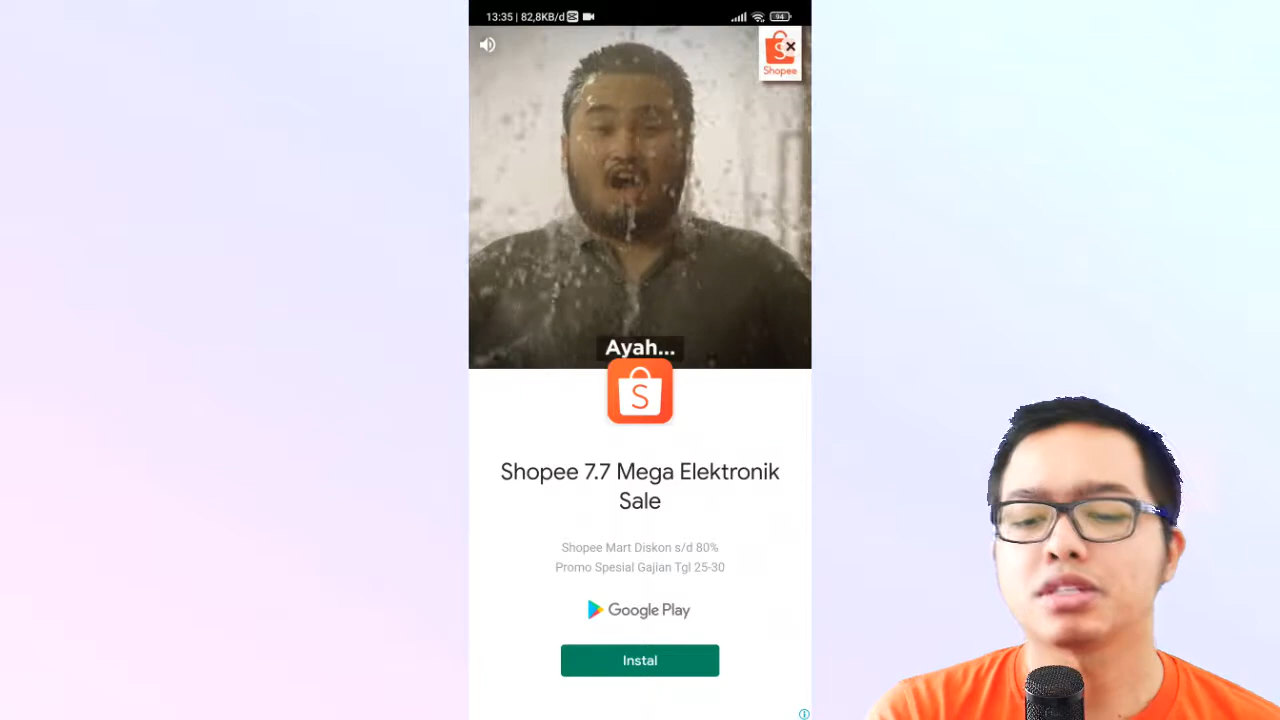 13:35 | 82,8KB/d
94
Shopee
Ayah...
S
Shopee 7.7 Mega Elektronik
Sale
Shopee Mart Diskon s/d 80%
Promo Spesial Gajian Tgl 25-30
Google Play
Instal